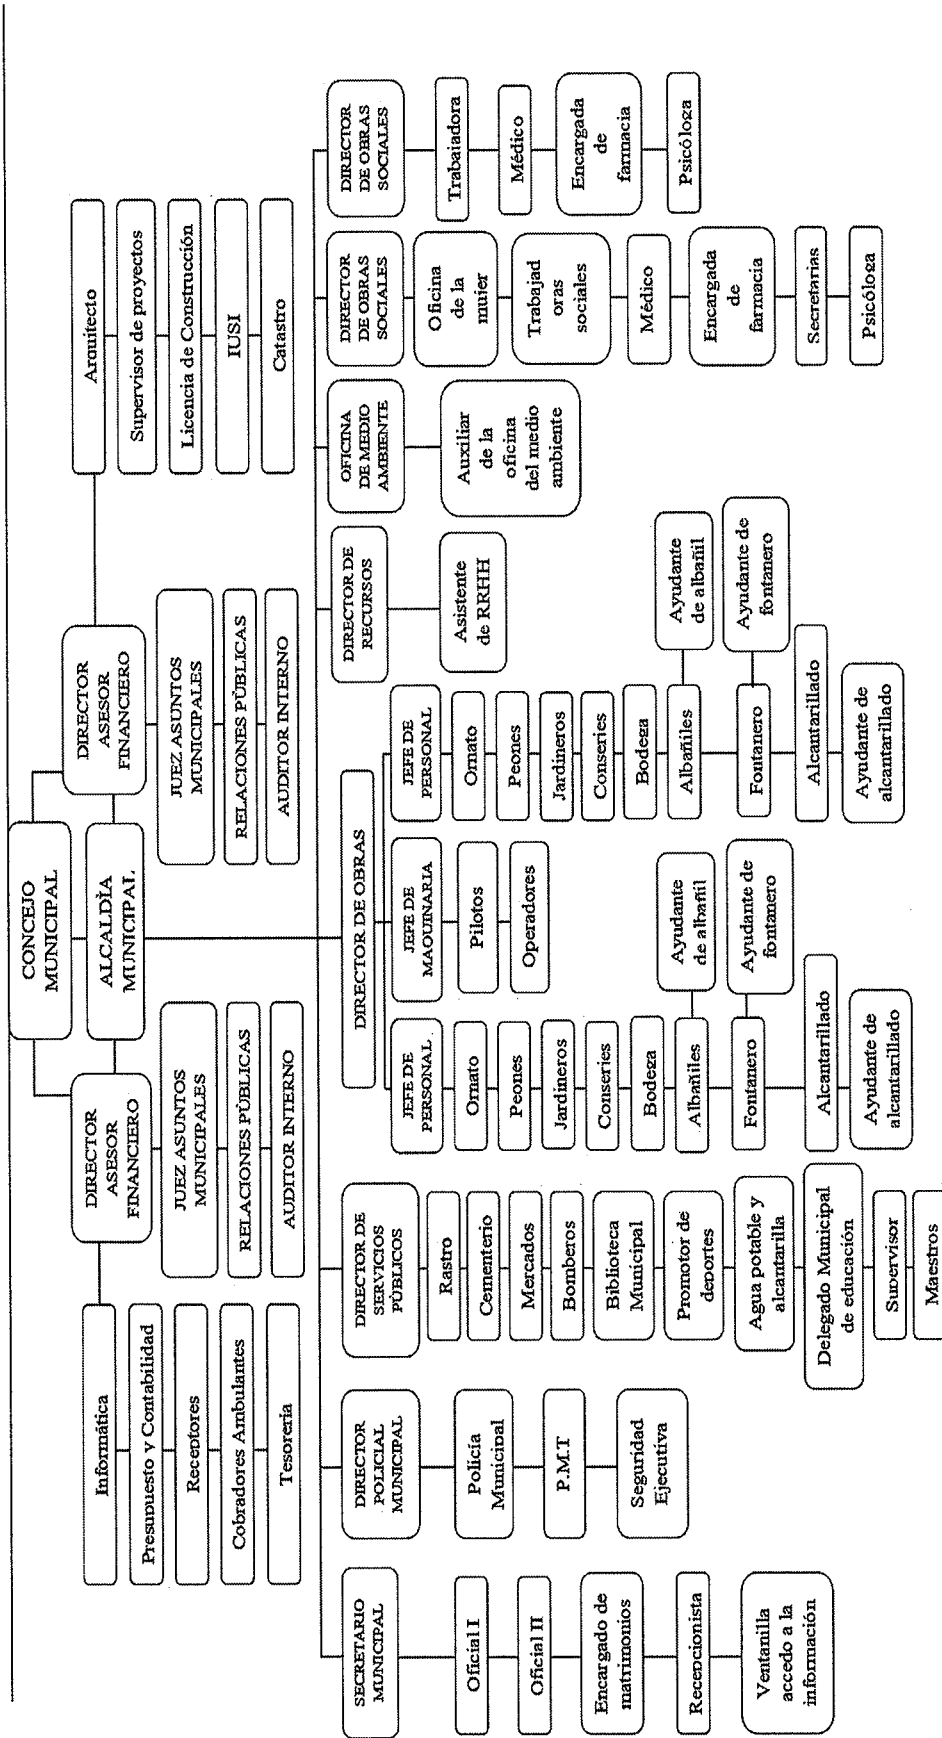 CONCEJO
MUNICIPAL
ALCALDÌA
MUNICIPAL
DIRECTOR
ASESOR
FINANCIERO
DIRECTOR
ASESOR
FINANCIERO
Informática
Presupuesto y Contabilidad
Receptores
Cobradores Ambulantes
Tesoreria
JUEZ ASUNTOS
MUNICIPALES
RELACIONES PÙBLICAS
AUDITOR INTERNO
JUEZ ASUNTOS
MUNICIPALES
RELACIONES PÙBLICAS
AUDITOR INTERNO
Arquitecto
Supervisor de proyectos
Licencia de Construcción
IUSI
Catastro
SECRETARIO
MUNICIPAL
Oficial I
Oficial II
Encargado de
matrimonios
Recepcionista
Ventanilla
accedo a la
información
DIRECTOR
POLICIAL
MUNICIPAL
Policía
Municipal
P.M.T
Seguridad
Ejecutiva
DIRECTOR DE
SERVICIOS
PÙBLICOS
Rastro
Cementerio
Mercados
Bomberos
Biblioteca
Municipal
Promotor de
deportes
Agua potable y
alcantarilla
Delegado Municipal
de educación
Supervisor
Maestros
DIRECTOR DE OBRAS
JEFE DE
PERSONAL
Ornato
Peones
Jardineros
Conseries
Bodega
Albañiles
Ayudante
de albañil
Fontanero
Ayudante de
fontanero
Alcantarillado
Ayudante de
alcantarillado
JEFE DE
MAQUINARIA
Pilotos
Operadores
JEFE DE
PERSONAL
Ornato
Peones
Jardineros
Conseries
Bodega
Albañiles
Ayudante
de albañil
Fontanero
Ayudante de
fontanero
Alcantarillado
Ayudante de
alcantarillado
DIRECTOR DE
RECURSOS
Asistente
de RRHH
OFICINA
DE MEDIO
AMBIENTE
Auxiliar
de la
oficina
del medio
ambiente
DIRECTOR
DE OBRAS
SOCIALES
Oficina
de la
mujer
Trabajad
oras
sociales
Médico
Encargada
de
farmacia
Secretarias
Psicóloga
DIRECTOR
DE OBRAS
SOCIALES
Trabajadora
Médico
Encargada
de
farmacia
Psicóloga